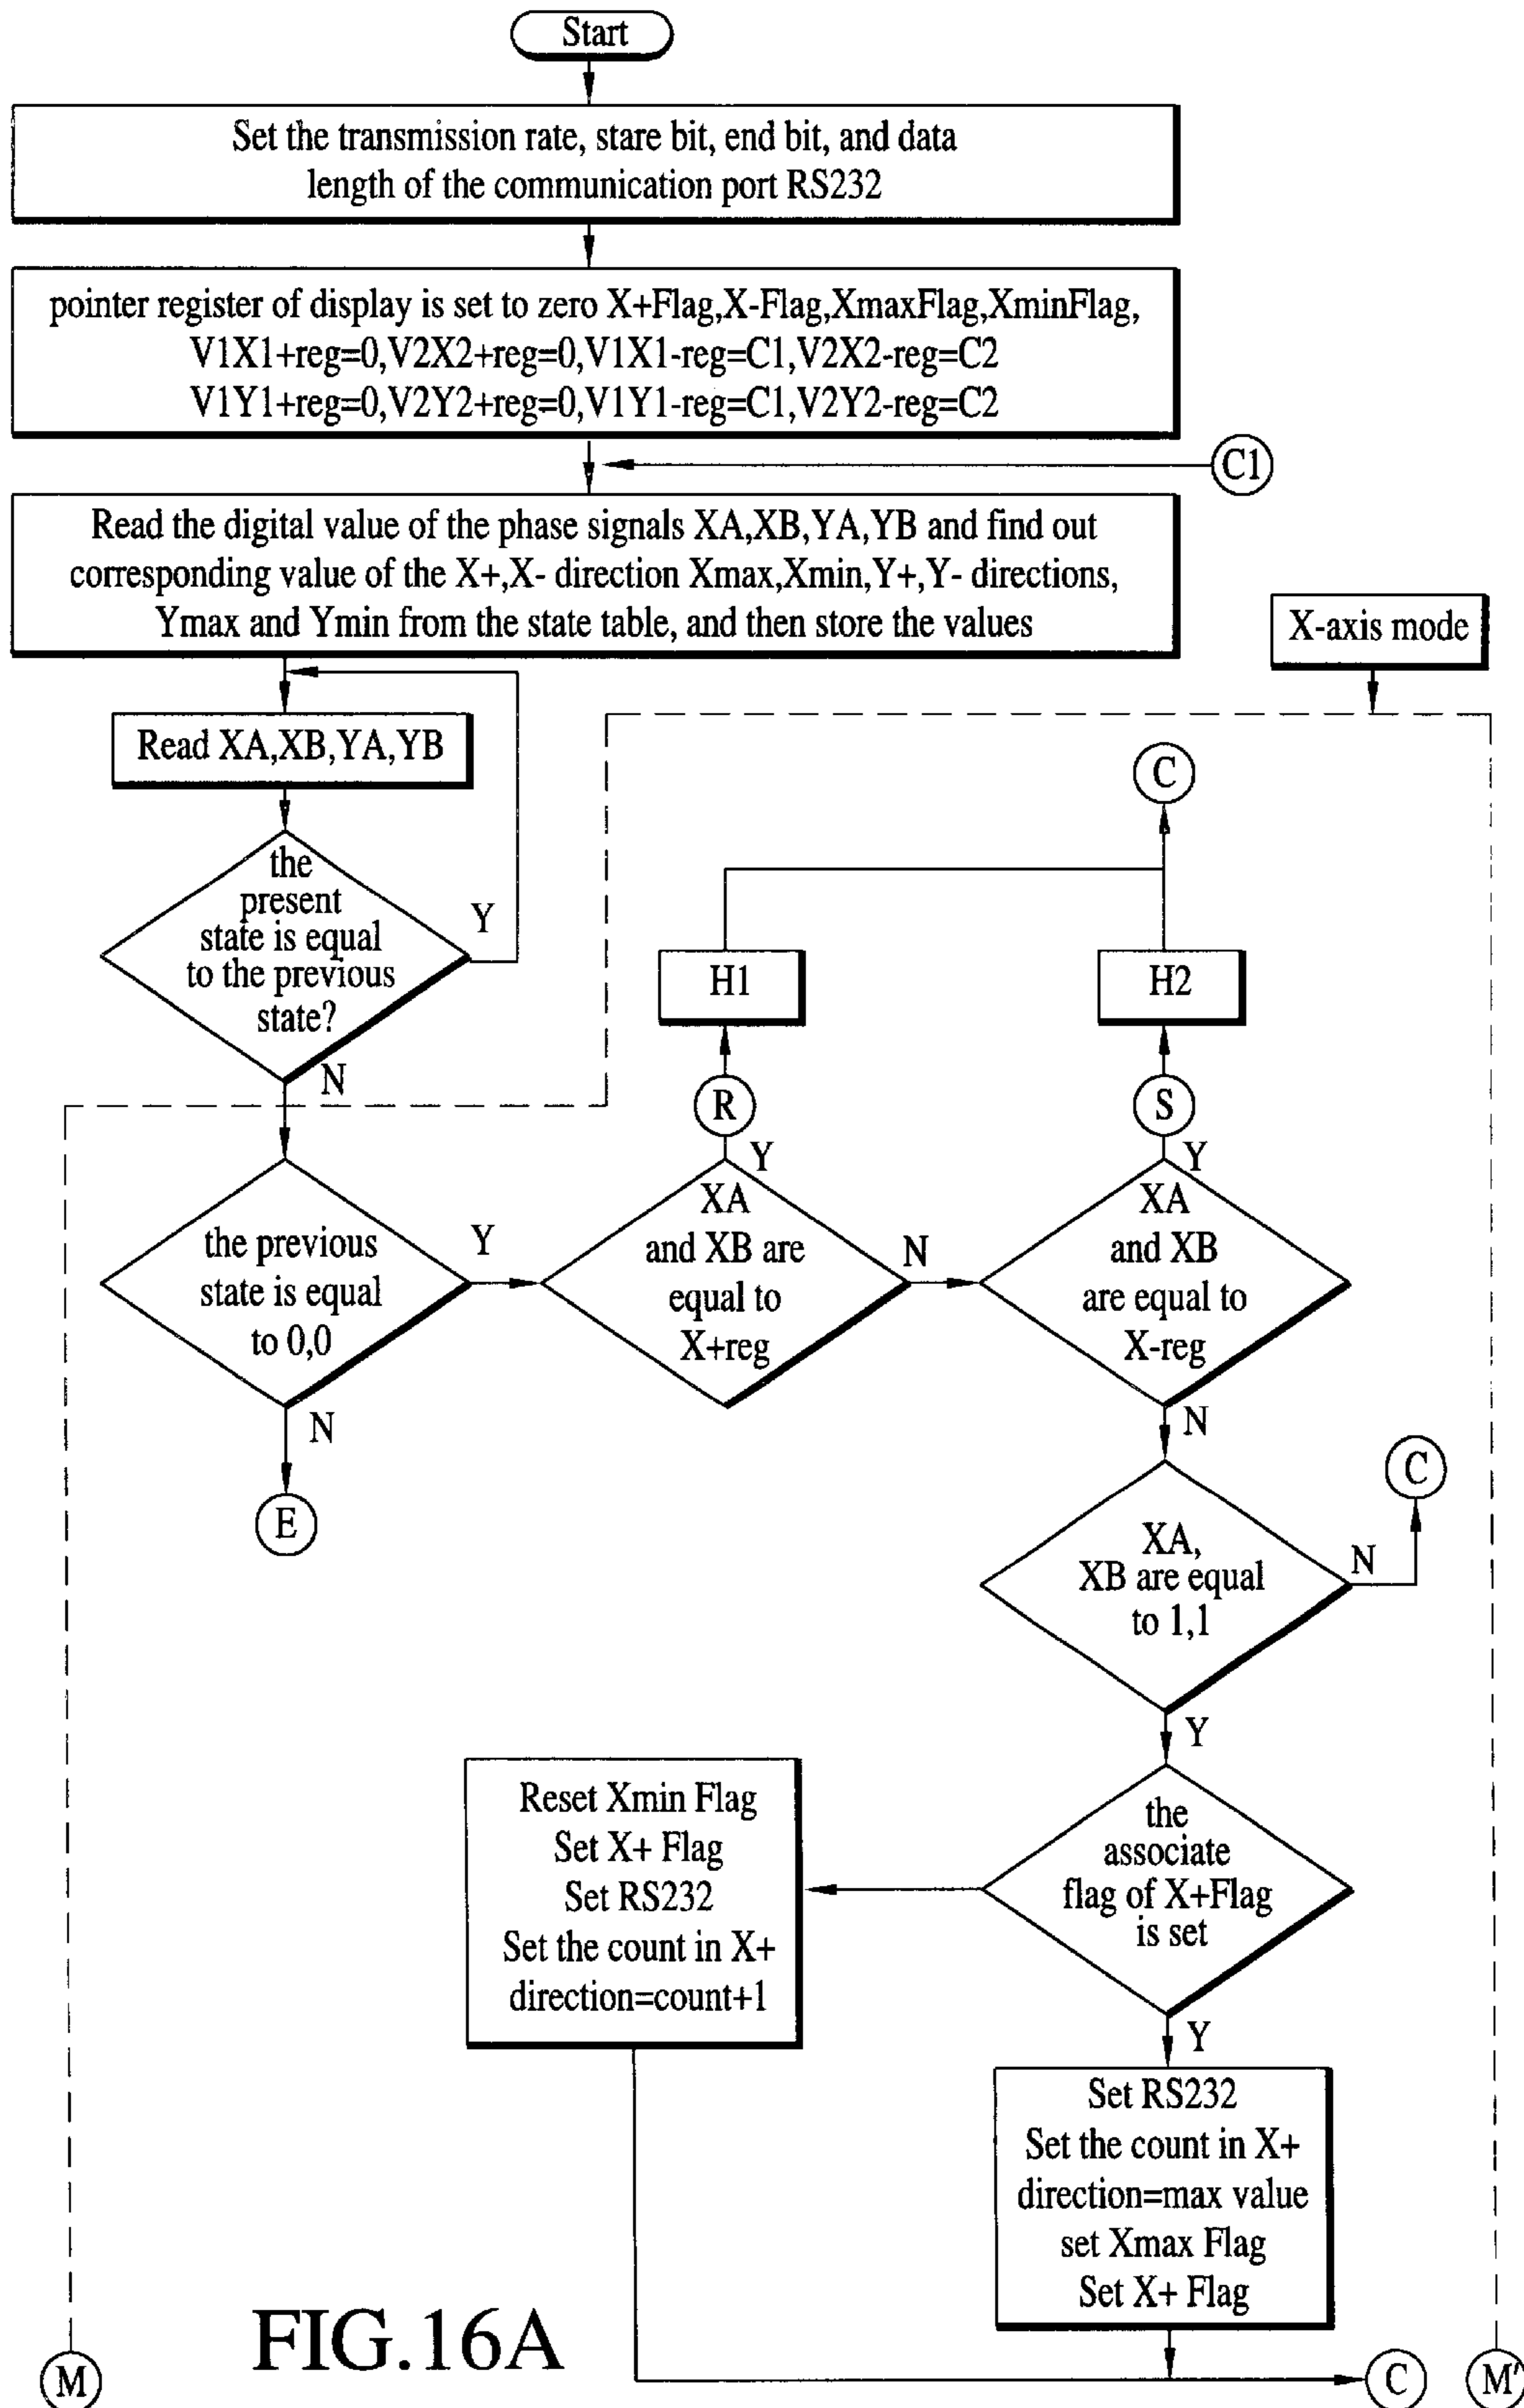 Start
Set the transmission rate, stare bit, end bit, and data
length of the communication port RS232
pointer register of display is set to zero X+Flag,X-Flag,XmaxFlag,XminFlag,
V1X1+reg=0,V2X2+reg=0,V1X1-reg=C1,V2X2-reg=C2
V1Y1+reg=0,V2Y2+reg=0,V1Y1-reg=C1,V2Y2-reg=C2
C1
Read the digital value of the phase signals XA,XB,YA,YB and find out
corresponding value of the X+,X- direction Xmax,Xmin,Y+,Y- directions,
Ymax and Ymin from the state table, and then store the values
X-axis mode
Read XA,XB,YA,YB
C
the
present
state is equal
to the previous
state?
Y
N
H1
H2
R
S
Y
Y
the previous
state is equal
to 0,0
Y
N
XA
and XB are
equal to
X+reg
N
XA
and XB
are equal to
X-reg
N
E
C
XA,
XB are equal
to 1,1
N
Y
the
associate
flag of X+Flag
is set
Y
Reset Xmin Flag
Set X+ Flag
Set RS232
Set the count in X+
direction=count+1
Set RS232
Set the count in X+
direction=max value
set Xmax Flag
Set X+ Flag
FIG.16A
M
C
M'